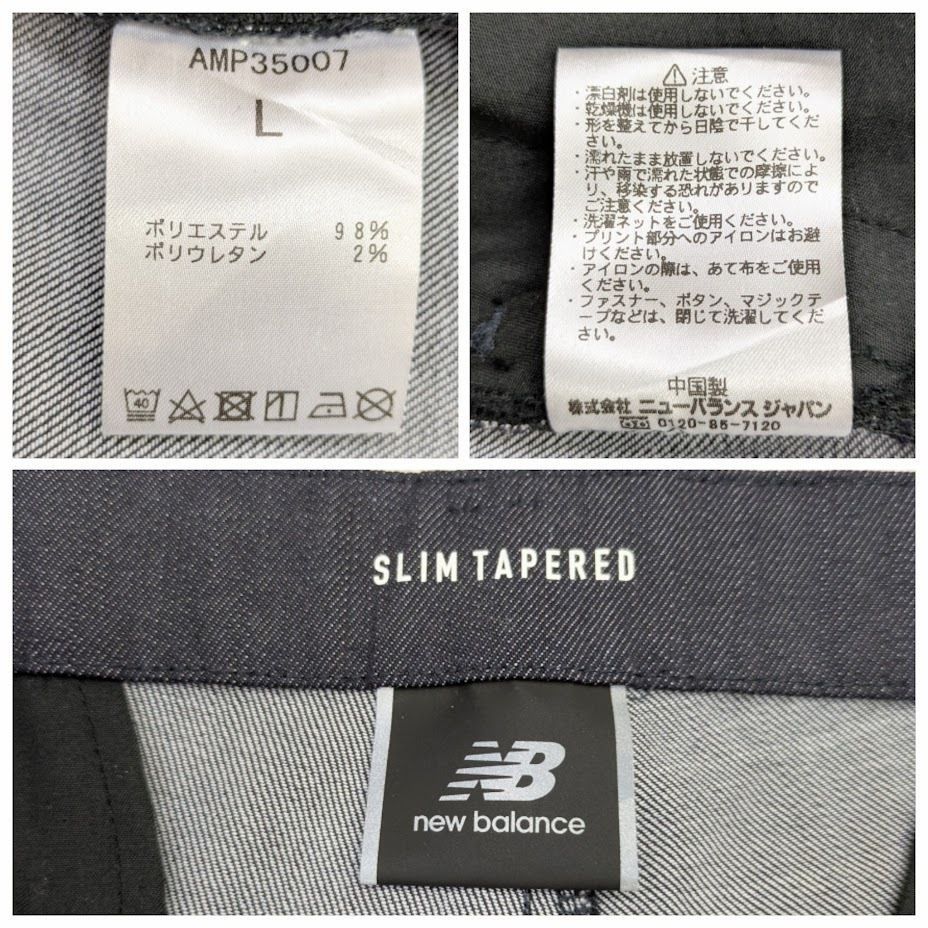 AMP35007
L
ポリエステル 98%
ポリウレタン 2%
40
注意
・漂白剤は使用しないでください。
・乾燥機は使用しないでください。
・形を整えてから日陰で干してくだ
さい。
・濡れたまま放置しないでください。
・汗や雨で濡れた状態での摩擦によ
り、移染する恐れがありますので
ご注意ください。
・洗濯ネットをご使用ください。
・プリント部分へのアイロンはお避
けください。
・アイロンの際は、あて布をご使用
ください。
・ファスナー、ボタン、マジックテ
ープなどは、閉じて洗濯してくだ
さい。
中国製
株式会社 ニューバランス ジャパン
0120-85-7120
SLIM TAPERED
NB
new balance